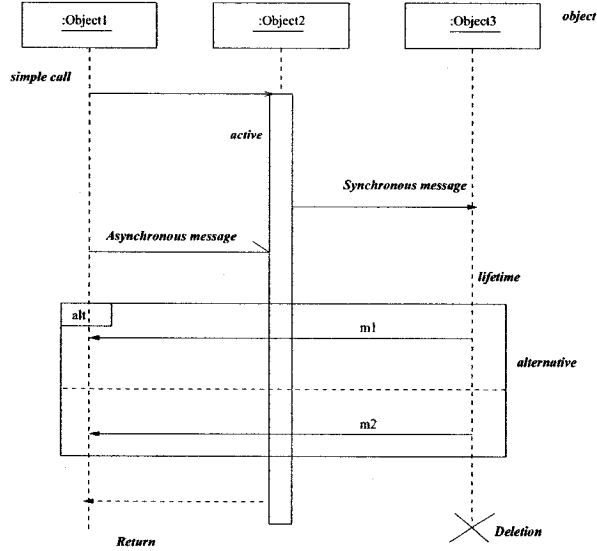 :Object1
:Object2
:Object3
object
simple call
active
Synchronous message
Asynchronous message
lifetime
alt
m1
alternative
m2
Return
Deletion